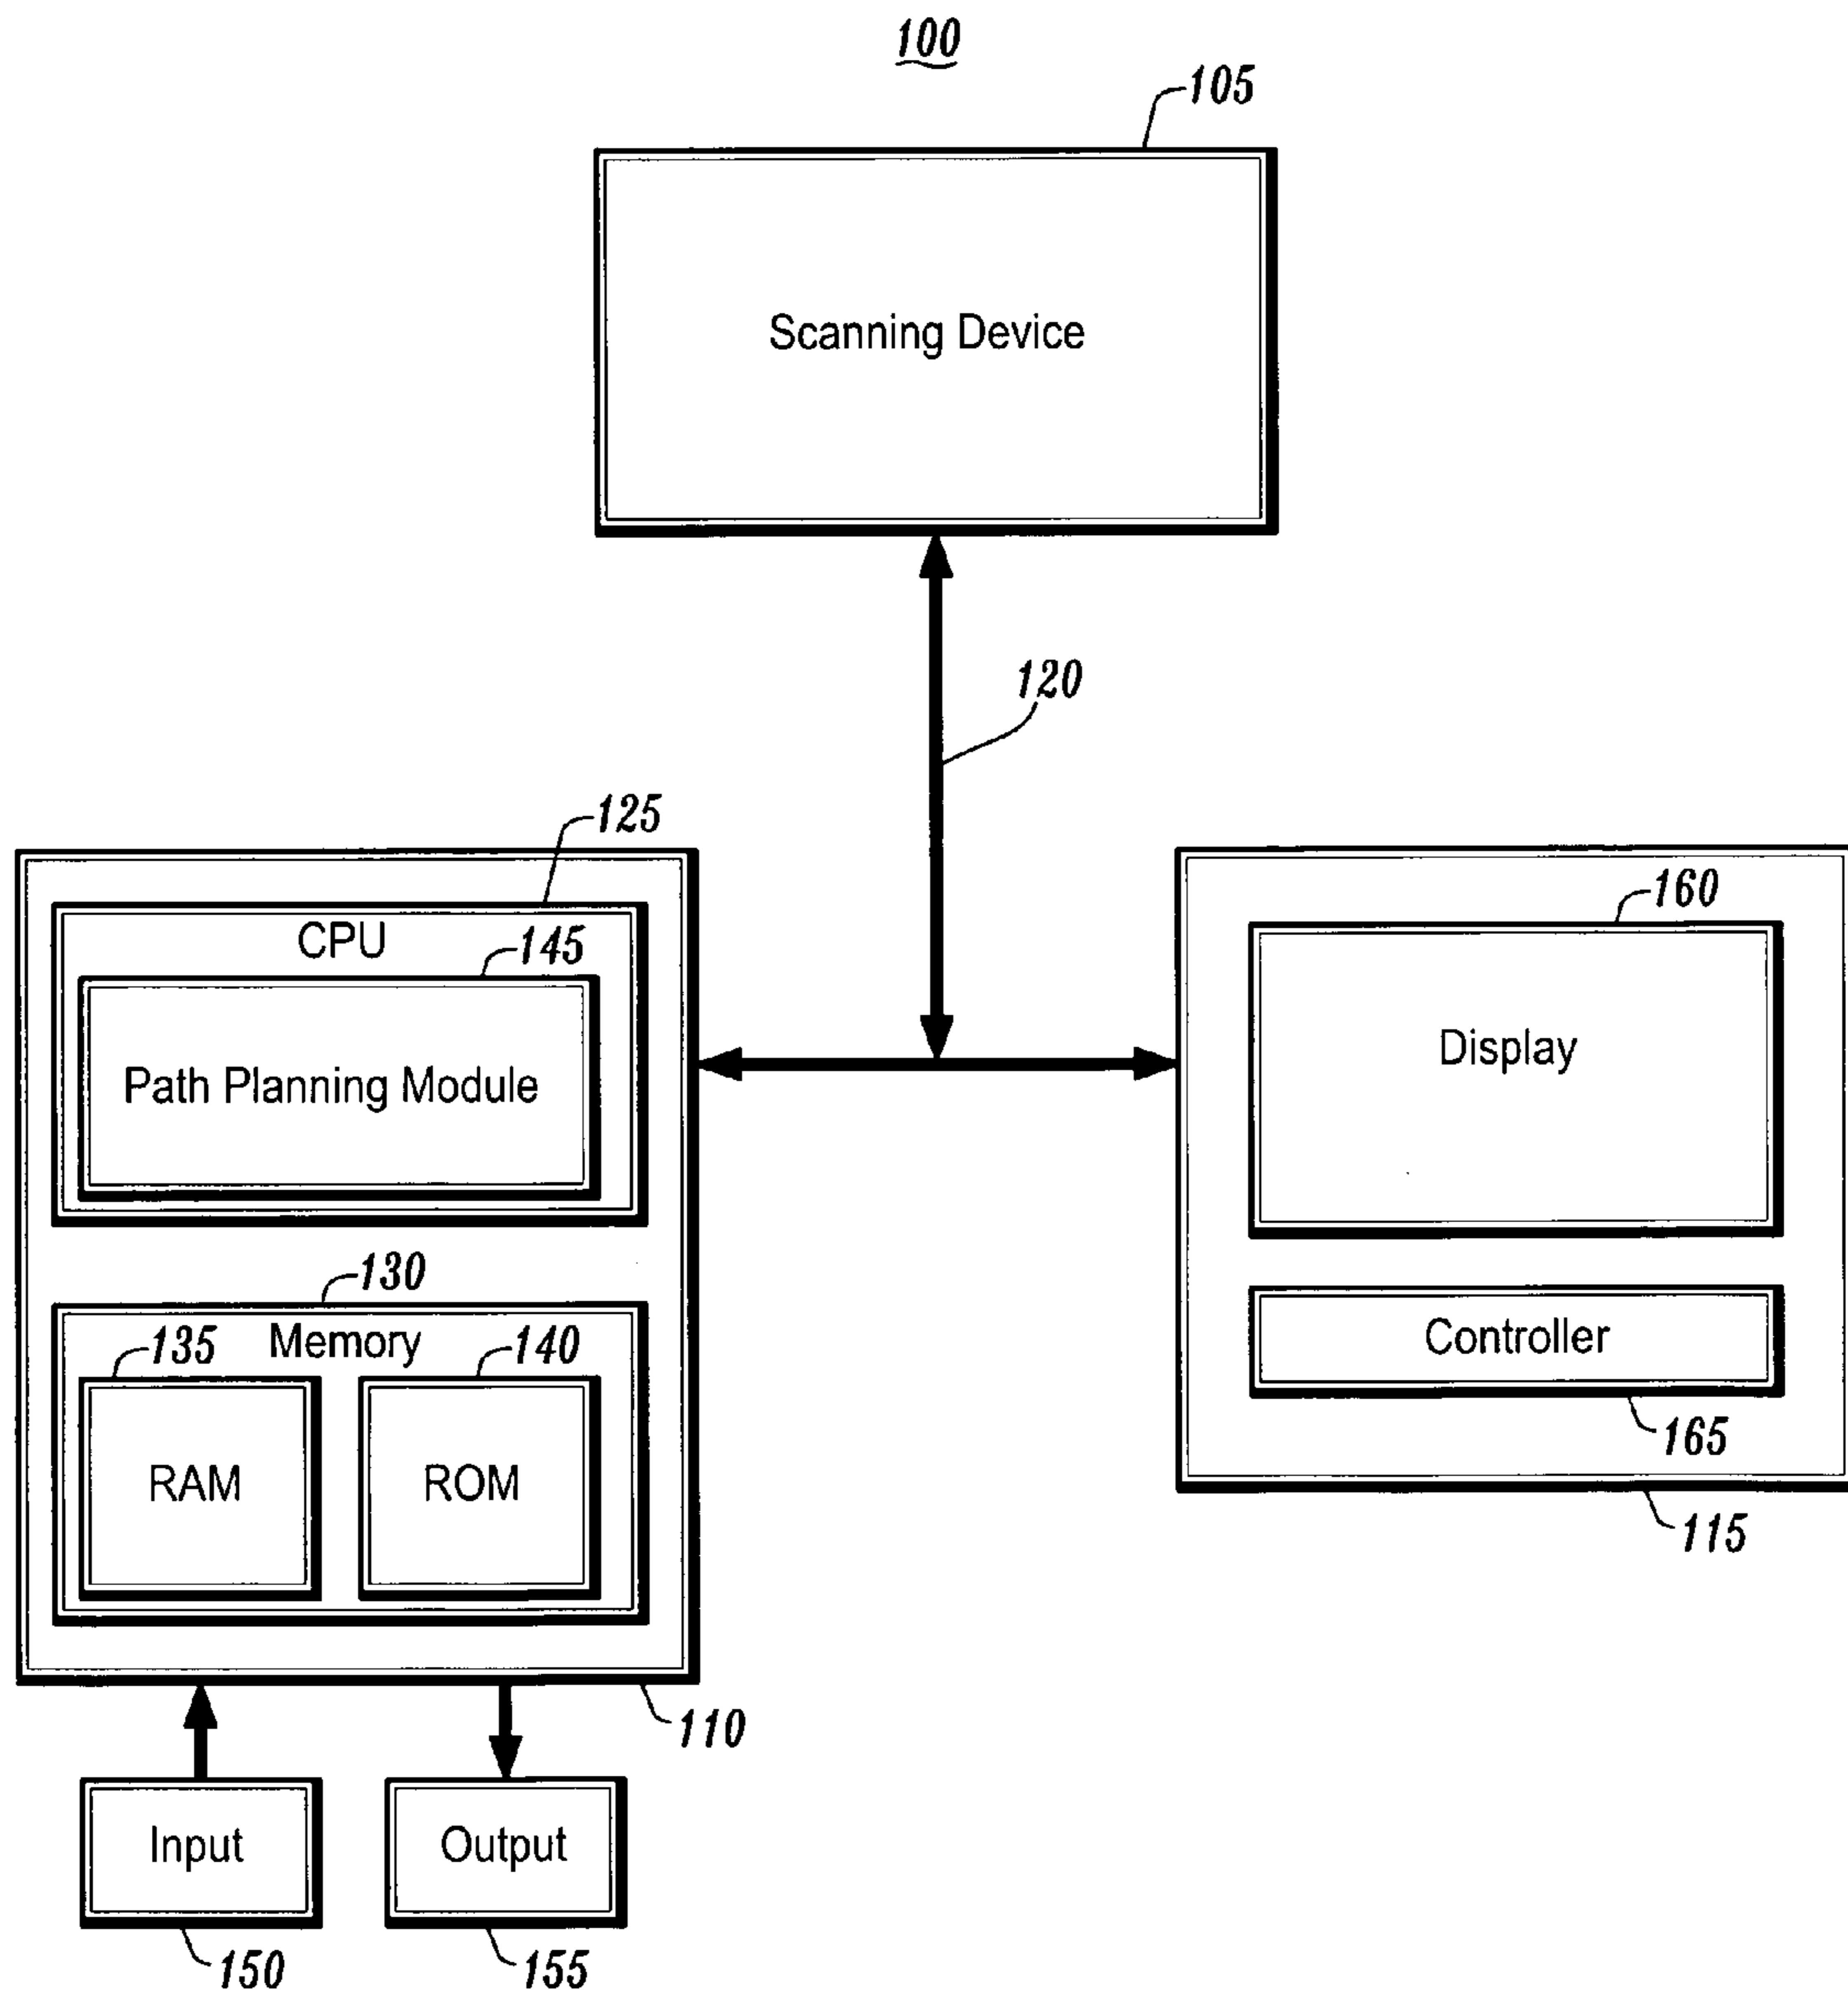 100
105
Scanning Device
120
125
CPU
145
Path Planning Module
160
Display
130
Memory
135
140
RAM
ROM
Controller
165
115
110
Input
Output
150
155